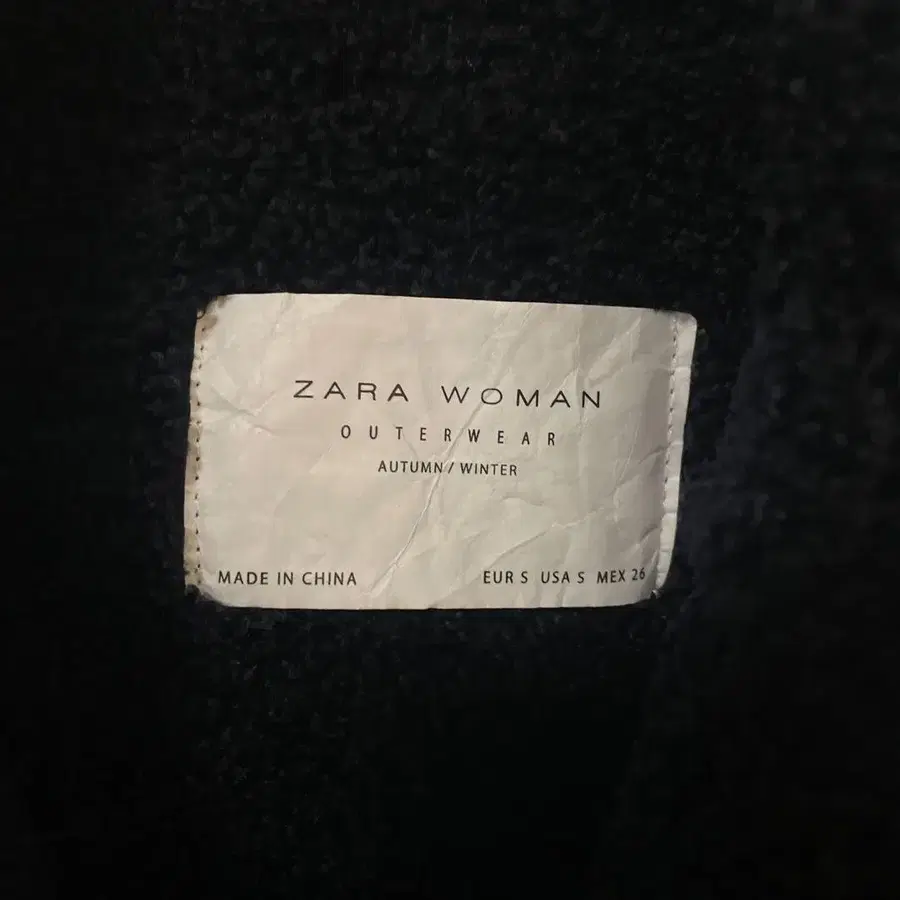 ZARA WOMAN
OUTERWEAR
AUTUMN / WINTER
MADE IN CHINA EUR S USA S MEX 26